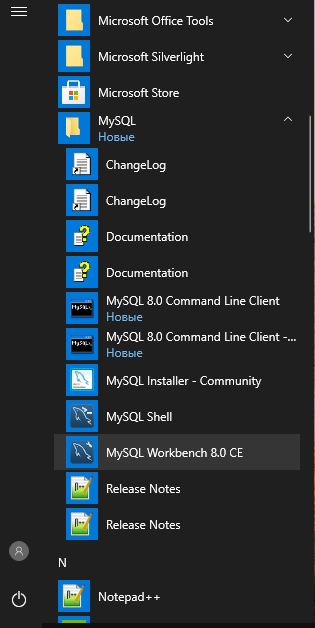 Microsoft Office Tools
Microsoft Silverlight
Microsoft Store
MySQL
Новые
ChangeLog
ChangeLog
Documentation
Documentation
MySQL 8.0 Command Line Client
Новые
MySQL 8.0 Command Line Client -...
Новые
MySQL Installer - Community
MySQL Shell
MySQL Workbench 8.0 CE
Release Notes
Release Notes
N
Notepad++